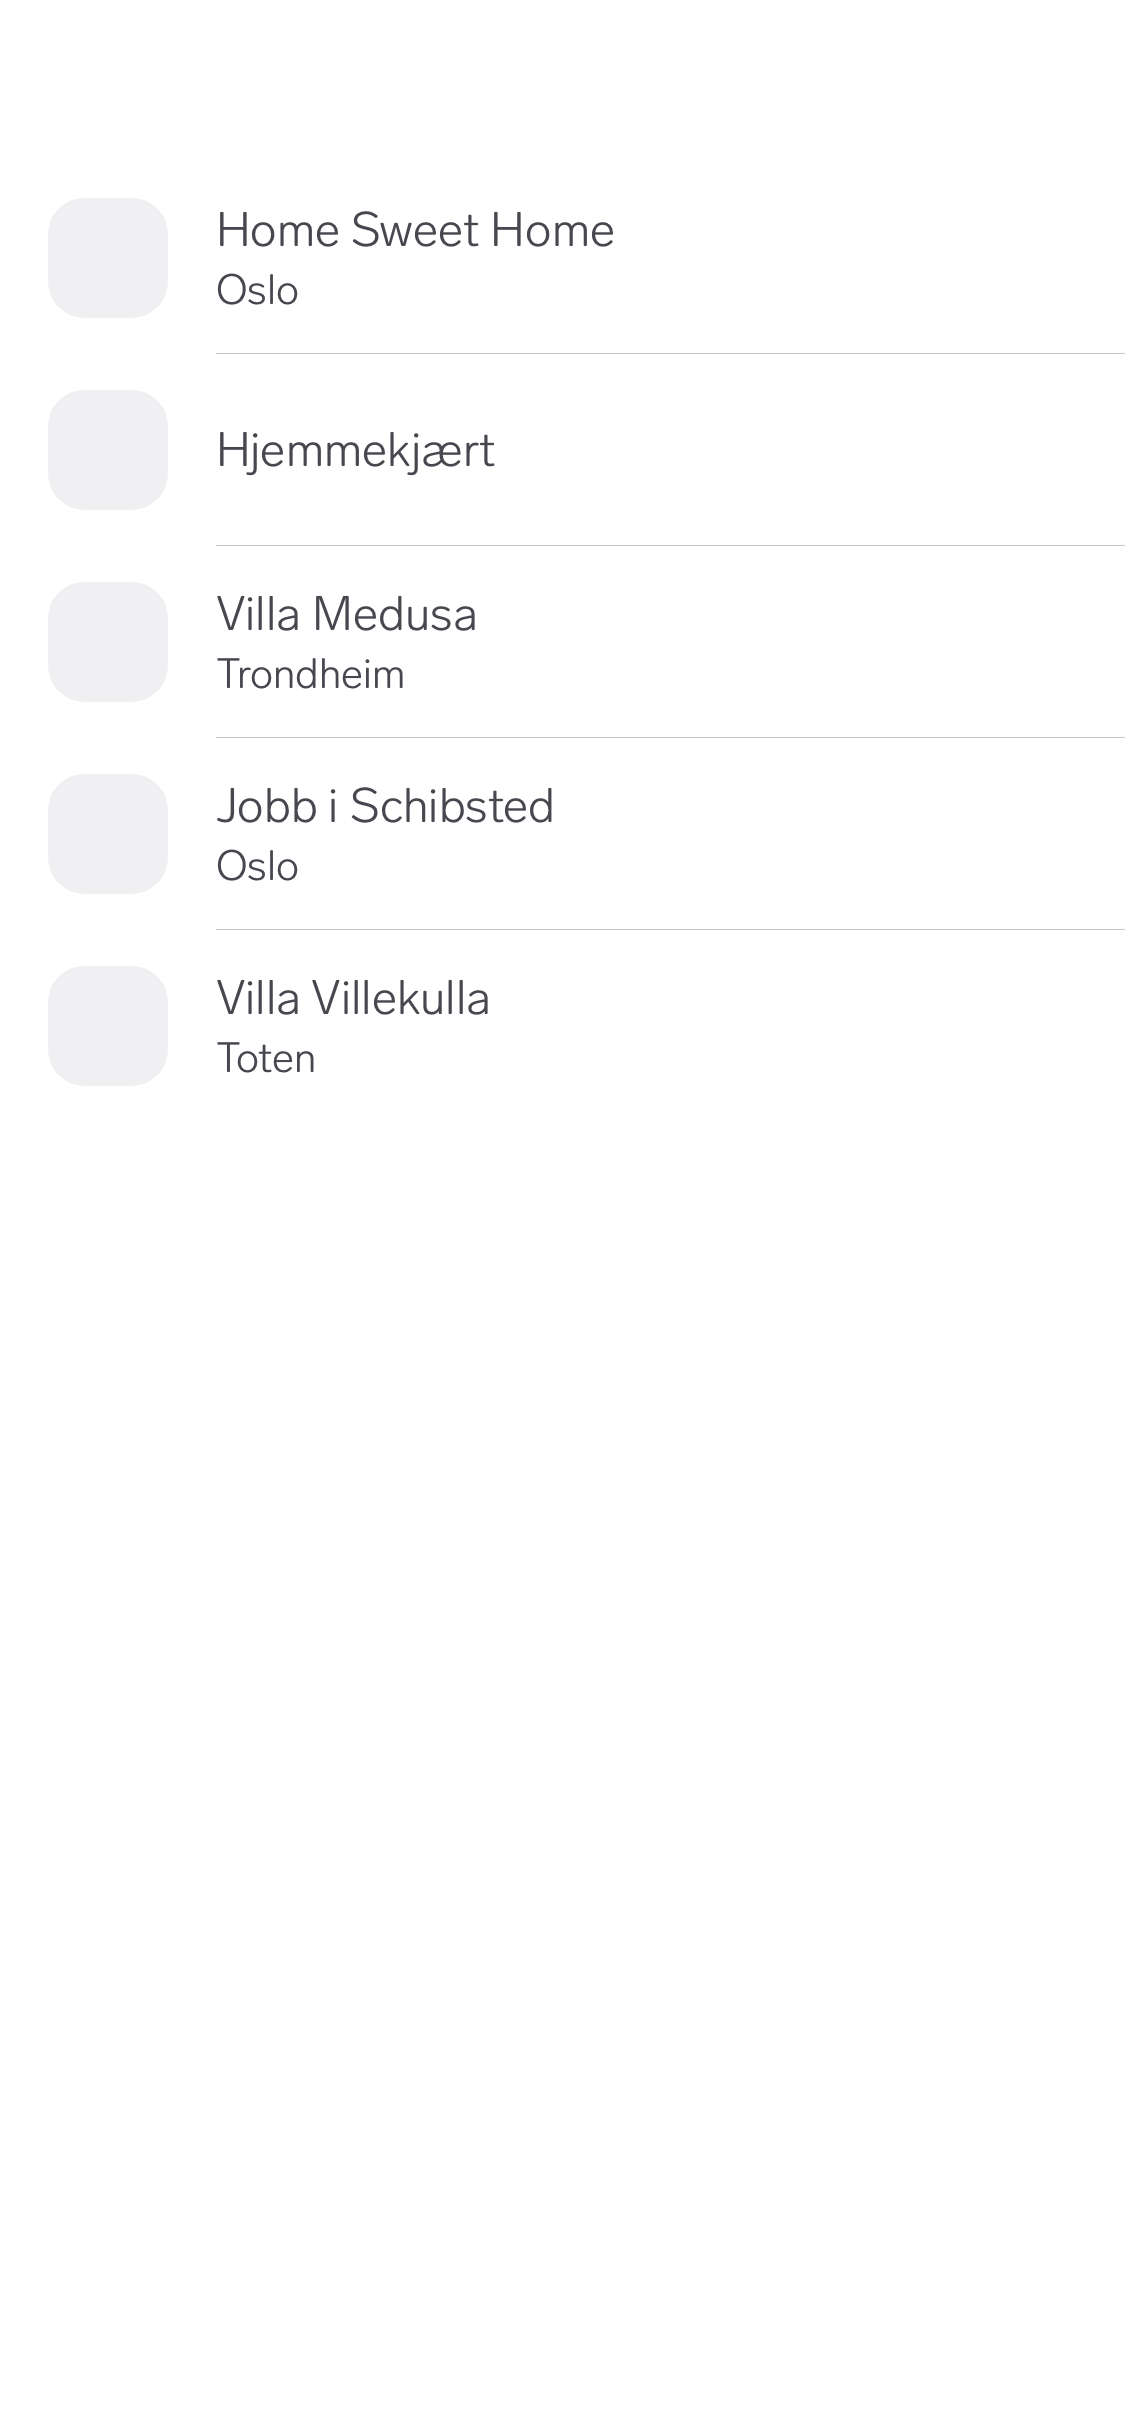 Home Sweet Home
Oslo
Hjemmekjært
Villa Medusa
Trondheim
Jobb i Schibsted
Oslo
Villa Villekulla
Toten